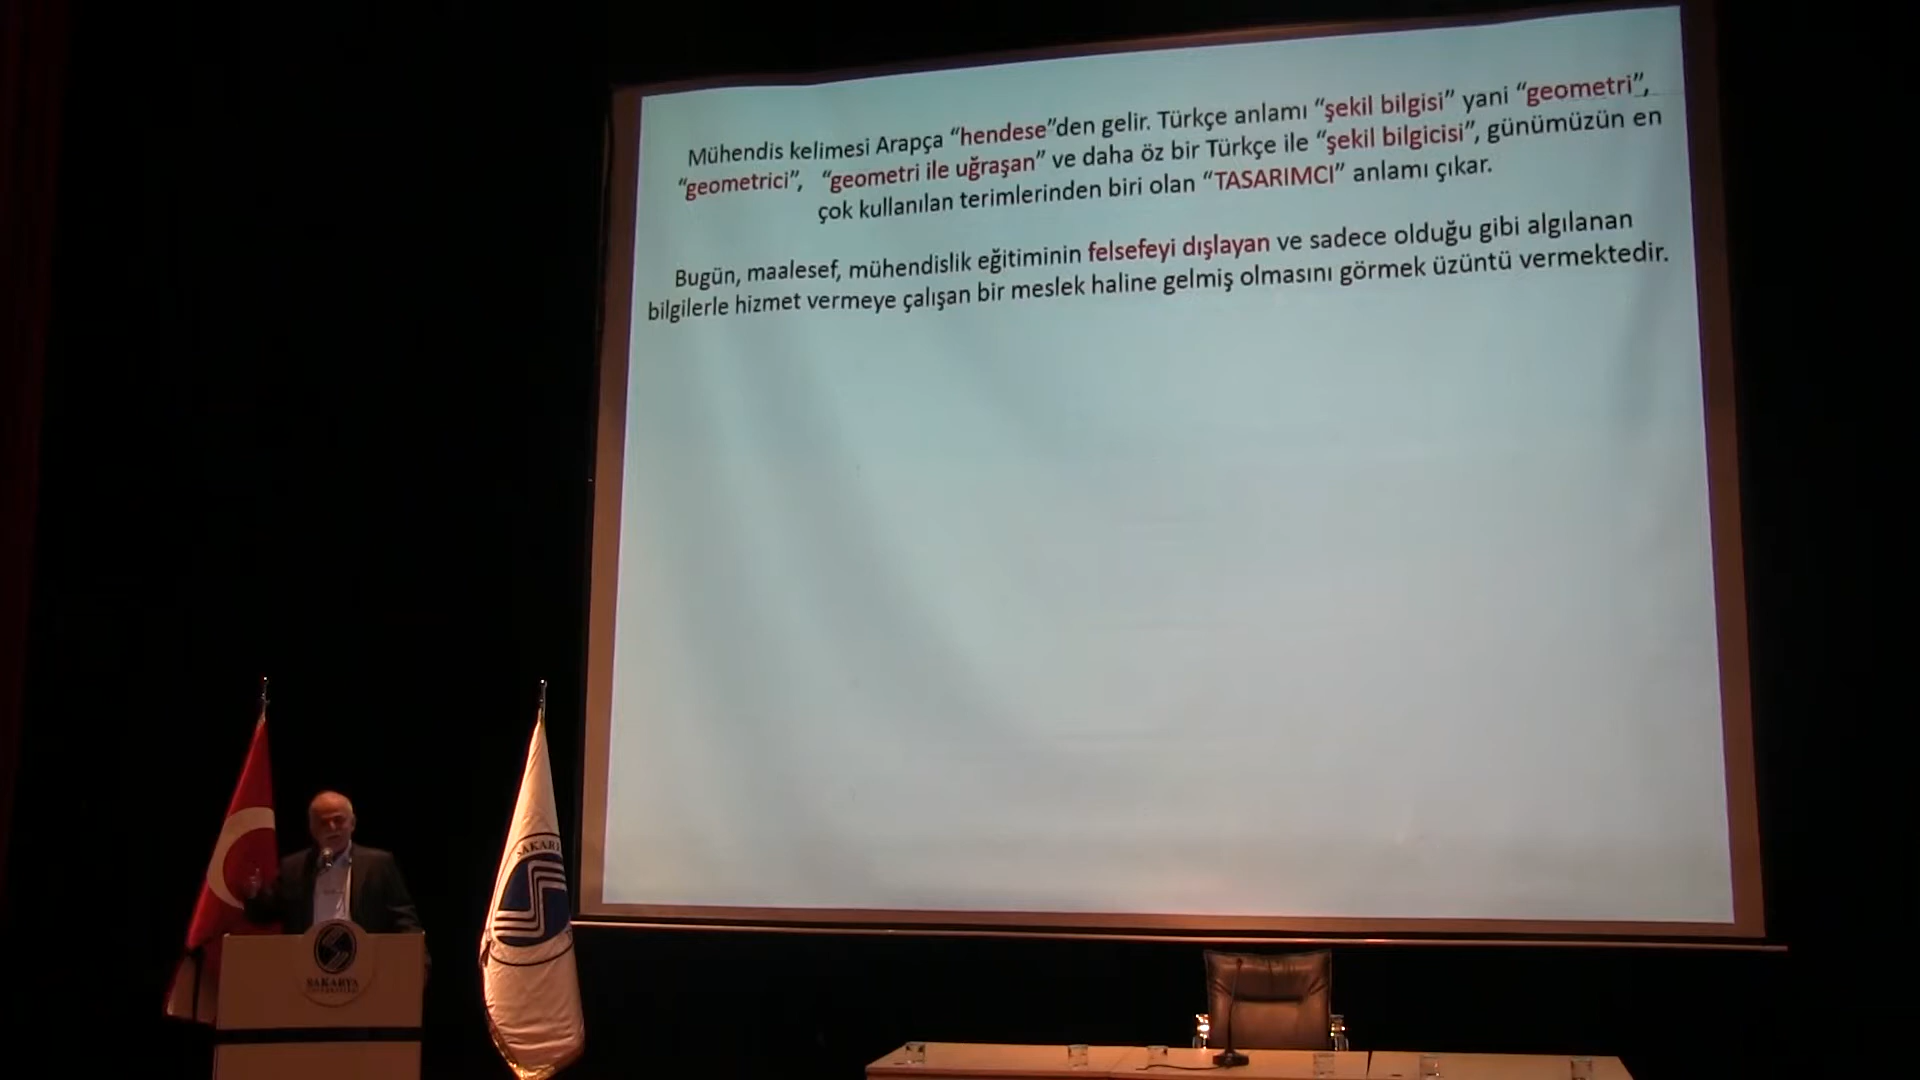 Mühendis kelimesi Arapça “hendese”den gelir. Türkçe anlamı “şekil bilgisi” yani “geometri”,
“geometrici”, “geometri ile uğraşan” ve daha öz bir Türkçe ile “şekil bilgicisi”, günümüzün en
çok kullanılan terimlerinden biri olan “TASARIMCI” anlamı çıkar.
Bugün, maalesef, mühendislik eğitiminin felsefeyi dışlayan ve sadece olduğu gibi algılanan
bilgilerle hizmet vermeye çalışan bir meslek haline gelmiş olmasını görmek üzüntü vermektedir.
SAKARYA